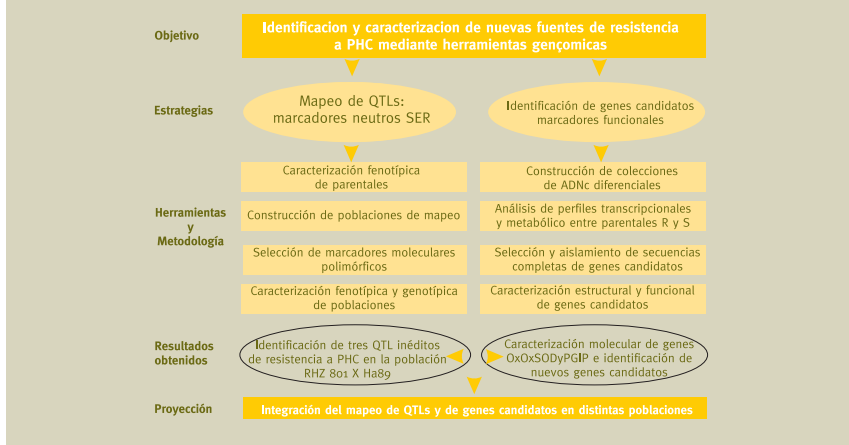 Objetivo
Identificacion y caracterizacion de nuevas fuentes de resistencia
a PHC mediante herramientas gençomicas
Estrategias
Mapeo de QTLs:
marcadores neutros SER
Identificación de genes candidatos
marcadores funcionales
Herramientas
y
Metodología
Caracterización fenotípica
de parentales
Construcción de colecciones
de ADNc diferenciales
Construcción de poblaciones de mapeo
Análisis de perfiles transcripcionales
y metabólico entre parentales R y S
Selección de marcadores moleculares
polimórficos
Selección y aislamiento de secuencias
completas de genes candidatos
Caracterización fenotípica y genotípica
de poblaciones
Caracterización estructural y funcional
de genes candidatos
Resultados
obtenidos
Identificación de tres QTL inéditos
de resistencia a PHC en la población
RHZ 801 X Ha89
Caracterización molecular de genes
OxOxSODyPGIP e identificación de
nuevos genes candidatos
Proyección
Integración del mapeo de QTLs y de genes candidatos en distintas poblaciones